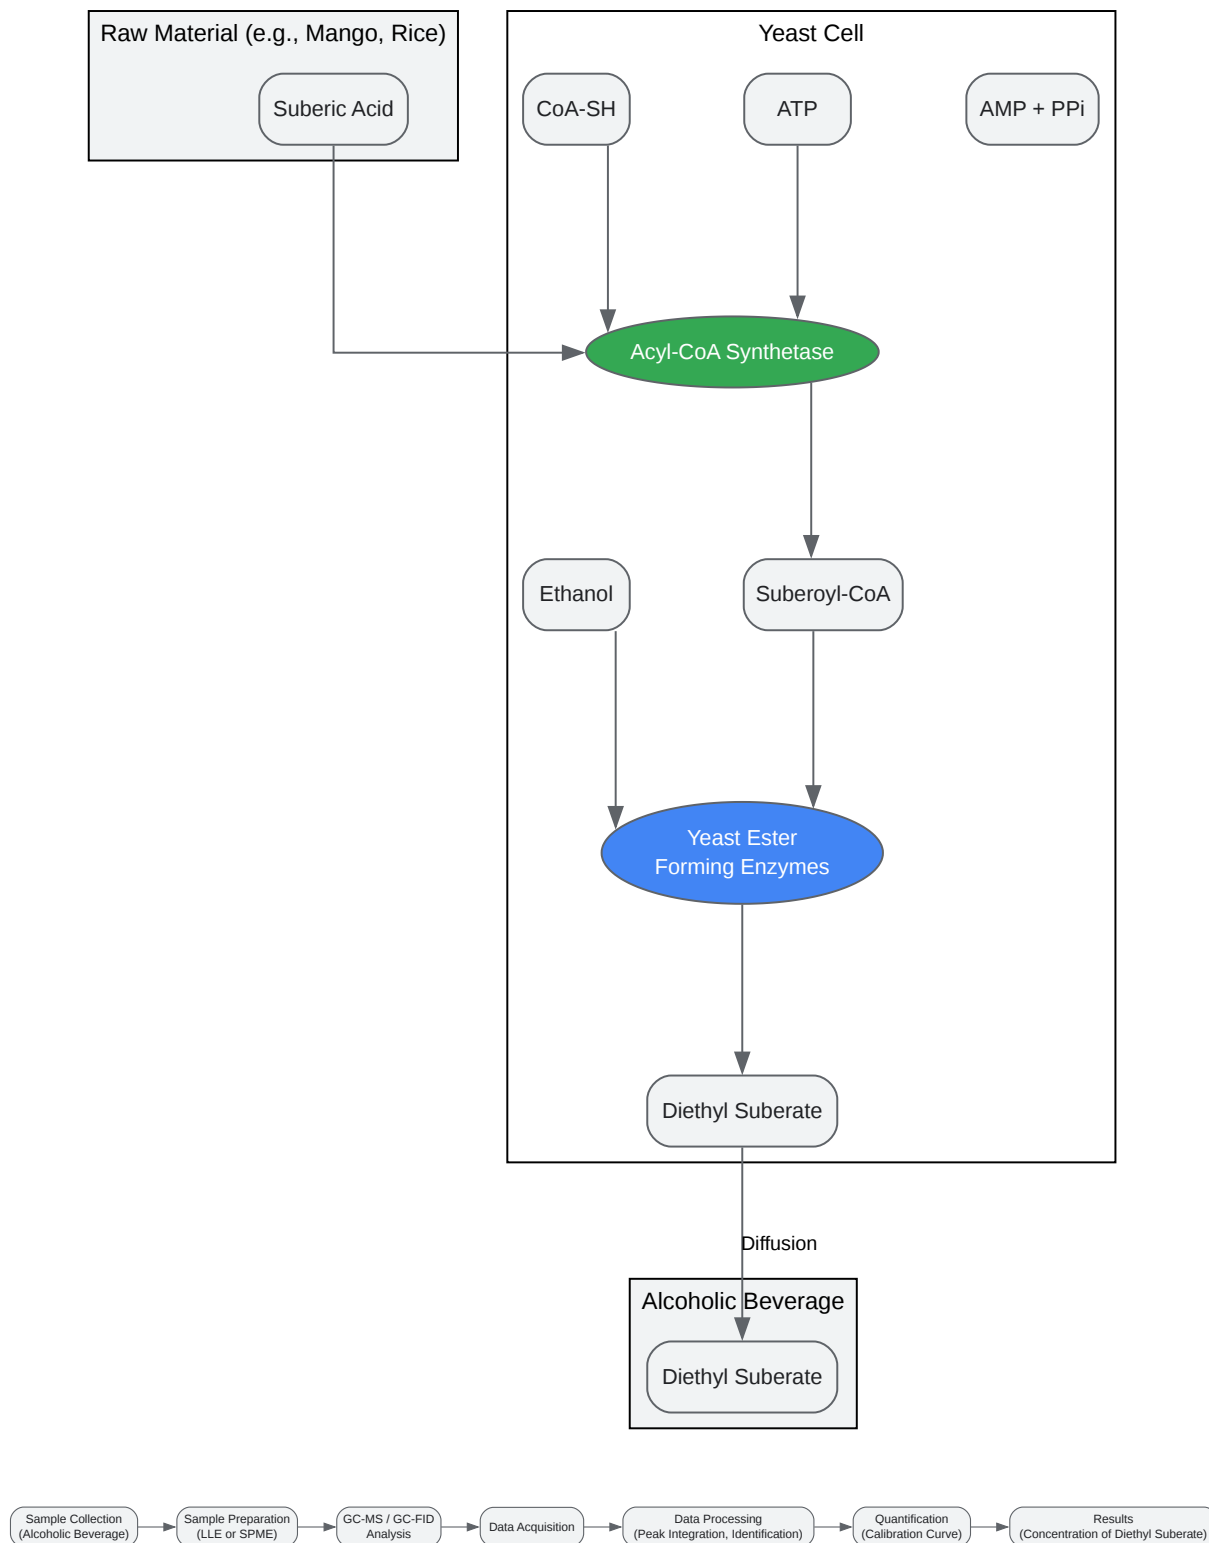 Raw Material (e.g., Mango, Rice)
Yeast Cell
Suberic Acid
CoA-SH
ATP
AMP + PPi
Acyl-CoA Synthetase
Ethanol
Suberoyl-CoA
Yeast Ester
Forming Enzymes
Diethyl Suberate
Diffusion
Alcoholic Beverage
Diethyl Suberate
Sample Collection
(Alcoholic Beverage)
Sample Preparation
(LLE or SPME)
GC-MS / GC-FID
Analysis
Data Acquisition
Data Processing
(Peak Integration, Identification)
Quantification
(Calibration Curve)
Results
(Concentration of Diethyl Suberate)